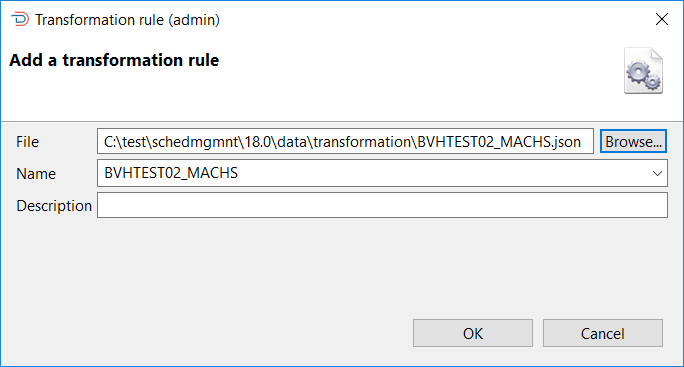 Transformation rule (admin)
Add a transformation rule
File C:\test\schedmgmnt\18.0\data\transformation\BVHTEST02_MACHS.json Browse...
Name BVHTEST02_MACHS
Description
OK Cancel